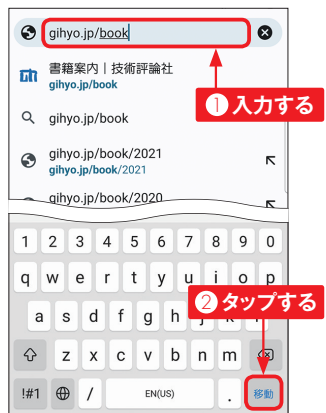 gihyo.jp/book
書籍案内｜技術評論社
gihyo.jp/book
①入力する
gihyo.jp/book
gihyo.jp/book/2021
gihyo.jp/book/2021
gihyo.jp/book/2020
1 2 3 4 5 6 7 8 9 0
q w e r t y u i o p
②タップする
a s d f g h j k
z x c v b n m
!#1 / EN(US) . 移動